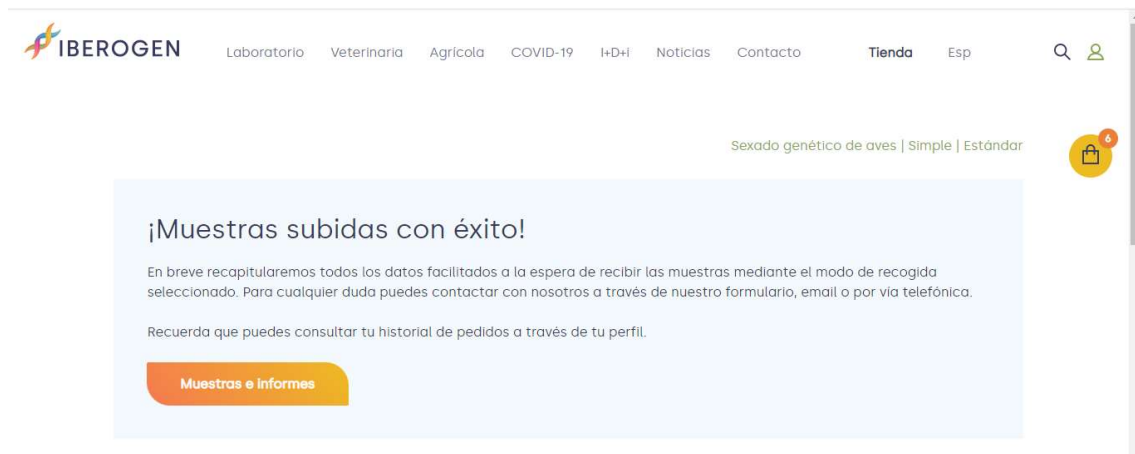 IBEROGEN
Laboratorio Veterinaria Agrícola COVID-19 I+D+i Noticias Contacto Tienda Esp
Sexado genético de aves | Simple | Estándar
6
¡Muestras subidas con éxito!
En breve recapitularemos todos los datos facilitados a la espera de recibir las muestras mediante el modo de recogida
seleccionado. Para cualquier duda puedes contactar con nosotros a través de nuestro formulario, email o por vía telefónica.
Recuerda que puedes consultar tu historial de pedidos a través de tu perfil.
Muestras e informes